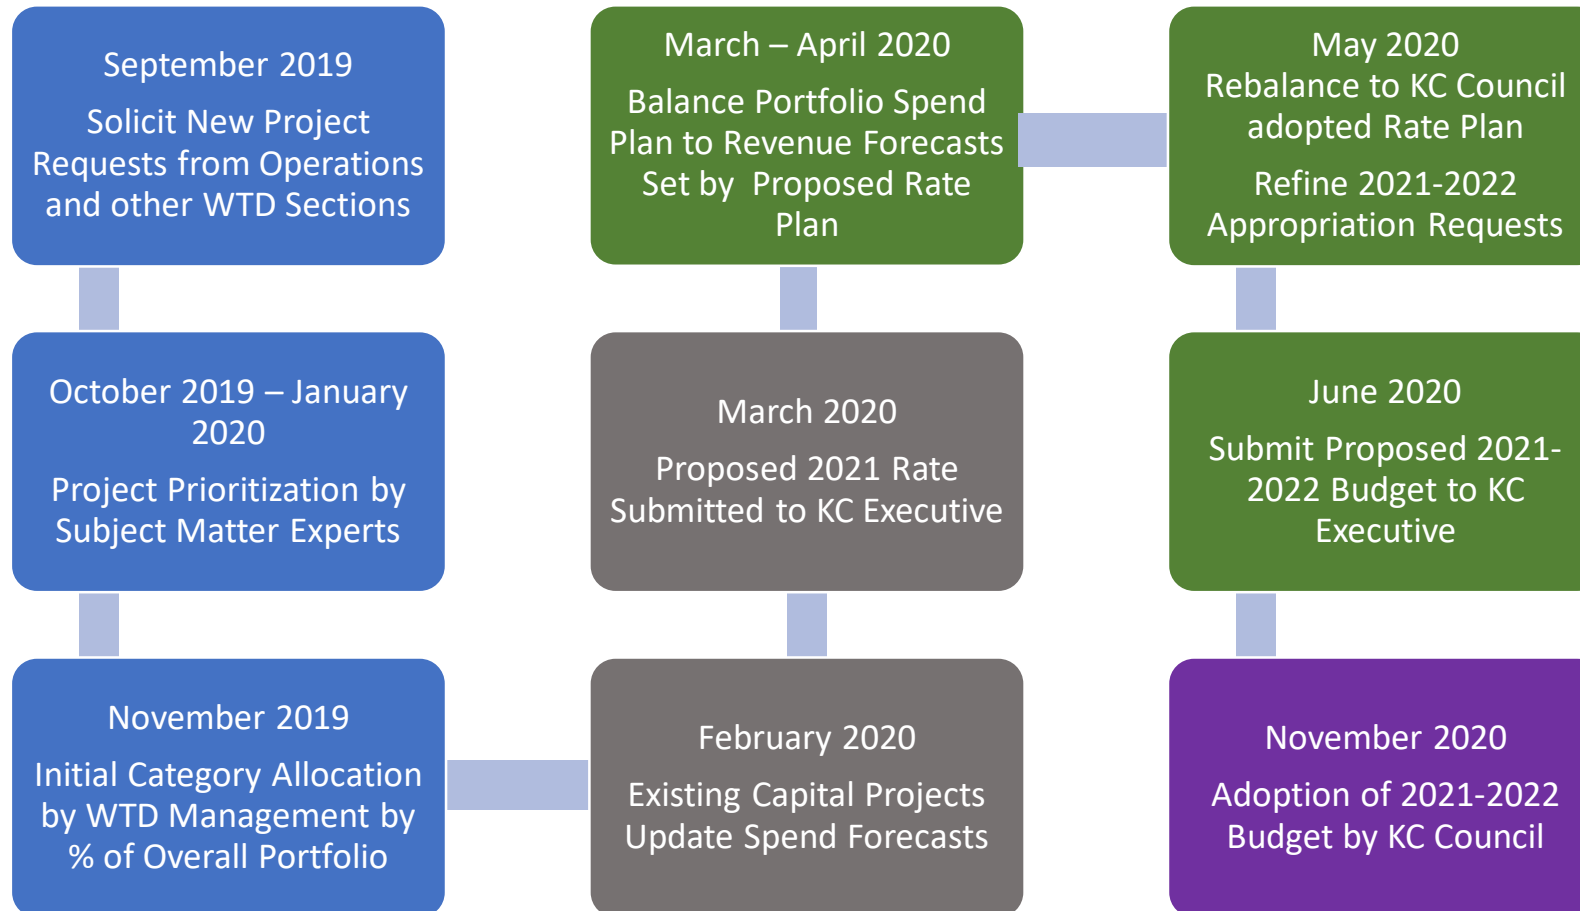 September 2019
Solicit New Project
Requests from Operations
and other WTD Sections
October 2019 – January
2020
Project Prioritization by
Subject Matter Experts
November 2019
Initial Category Allocation
by WTD Management by
% of Overall Portfolio
February 2020
Existing Capital Projects
Update Spend Forecasts
March 2020
Proposed 2021 Rate
Submitted to KC Executive
March – April 2020
Balance Portfolio Spend
Plan to Revenue Forecasts
Set by Proposed Rate
Plan
May 2020
Rebalance to KC Council
adopted Rate Plan
Refine 2021-2022
Appropriation Requests
June 2020
Submit Proposed 2021-
2022 Budget to KC
Executive
November 2020
Adoption of 2021-2022
Budget by KC Council